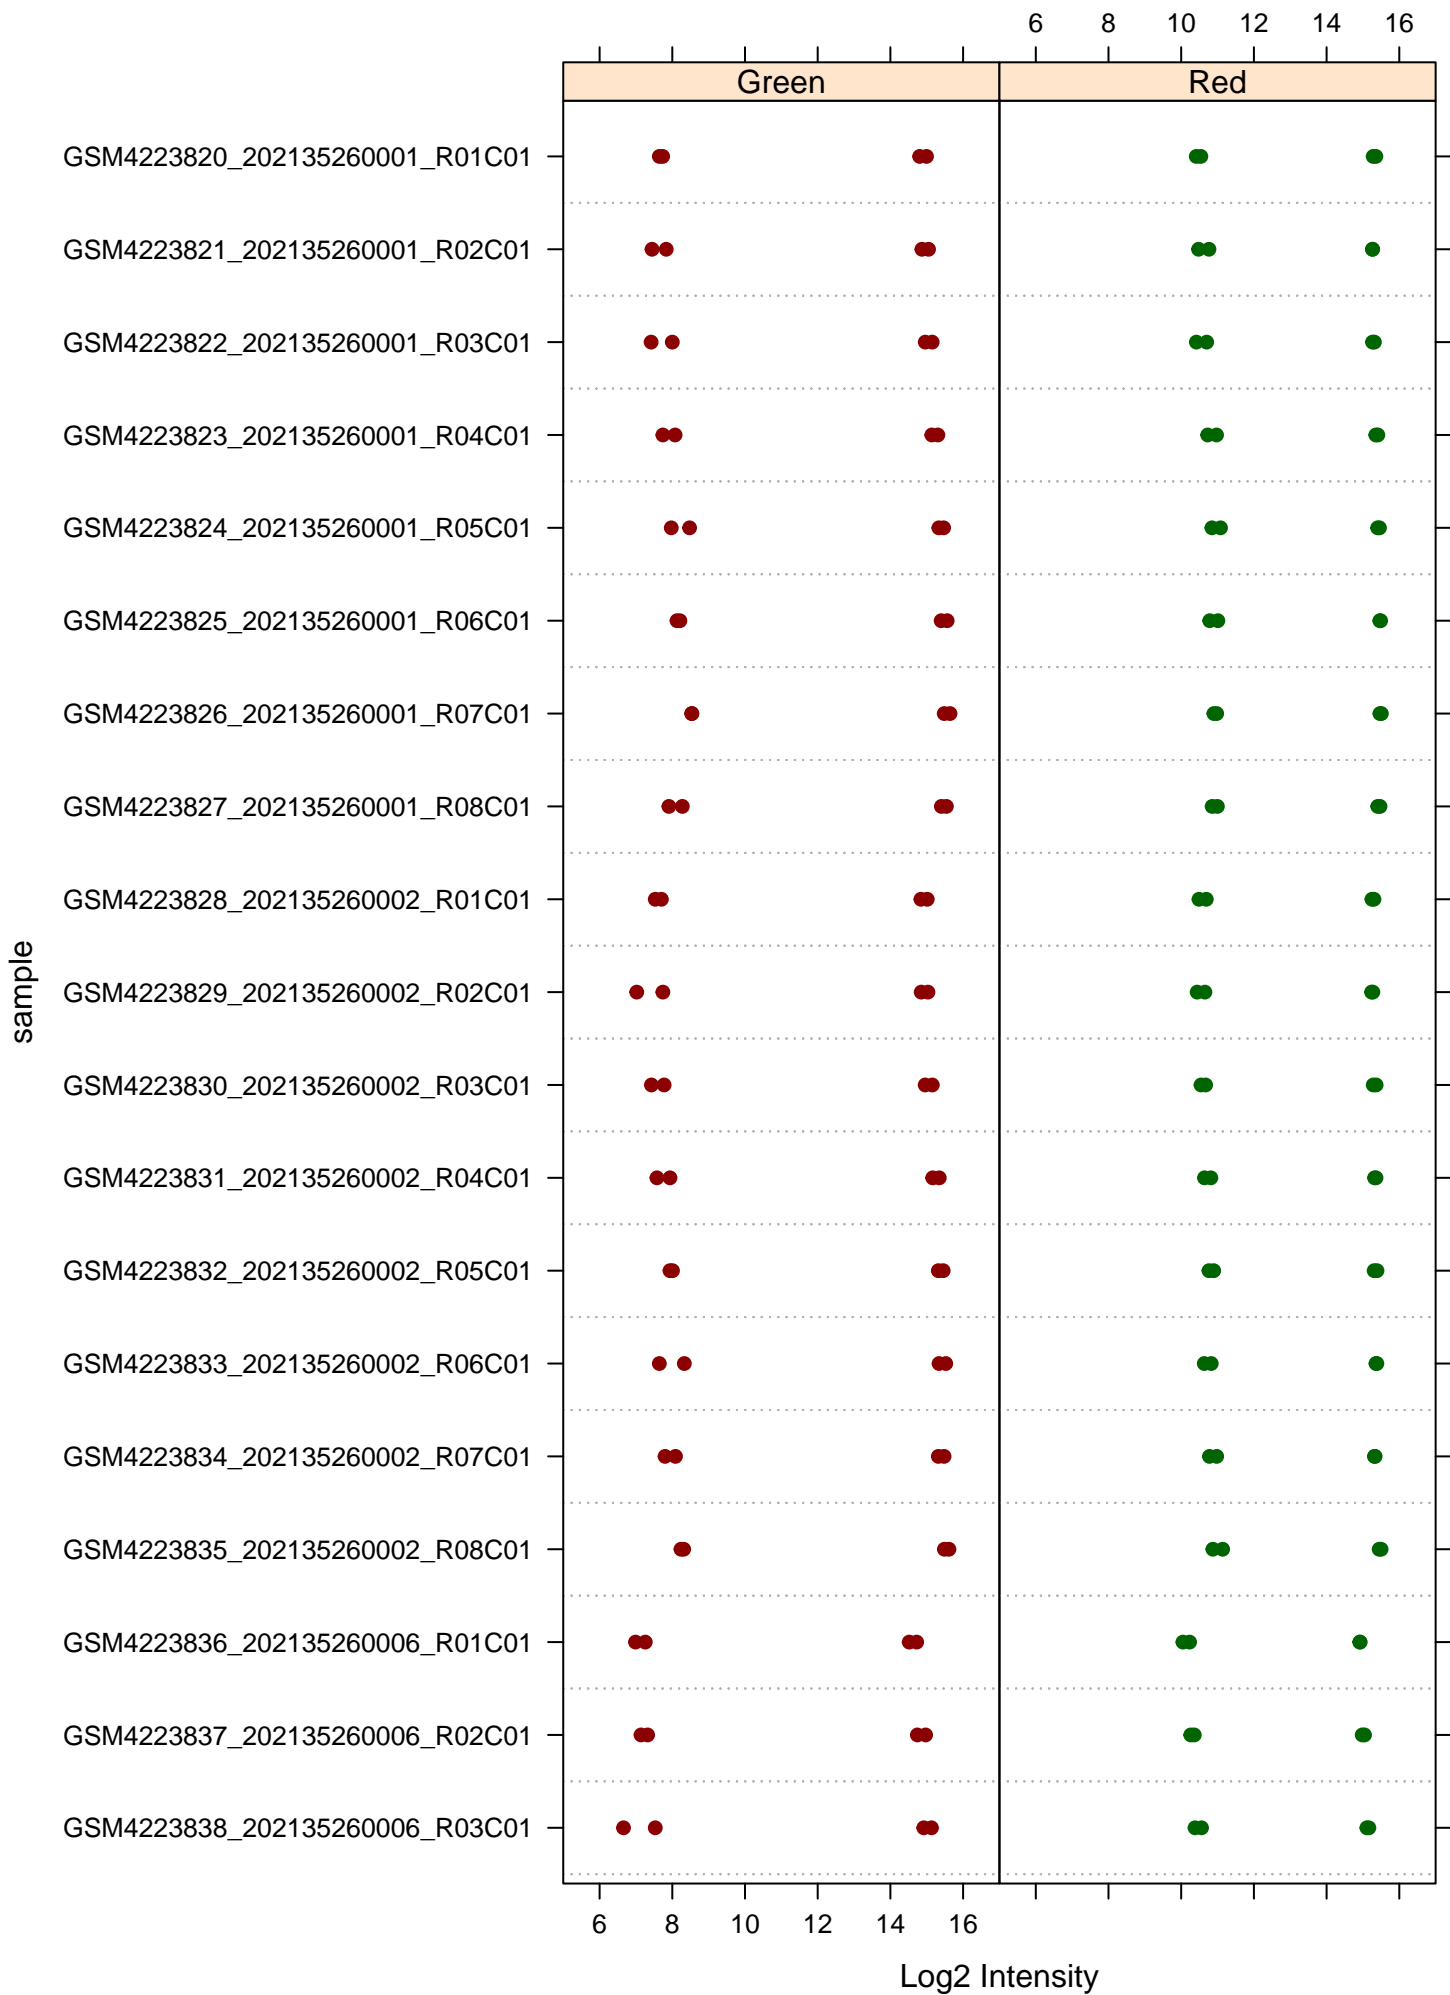 6 8 10 12 14 16
Green Red
GSM4223820_202135260001_R01C01
GSM4223821_202135260001_R02C01
GSM4223822_202135260001_R03C01
GSM4223823_202135260001_R04C01
GSM4223824_202135260001_R05C01
GSM4223825_202135260001_R06C01
GSM4223826_202135260001_R07C01
GSM4223827_202135260001_R08C01
GSM4223828_202135260002_R01C01
GSM4223829_202135260002_R02C01
GSM4223830_202135260002_R03C01
GSM4223831_202135260002_R04C01
GSM4223832_202135260002_R05C01
GSM4223833_202135260002_R06C01
GSM4223834_202135260002_R07C01
GSM4223835_202135260002_R08C01
GSM4223836_202135260006_R01C01
GSM4223837_202135260006_R02C01
GSM4223838_202135260006_R03C01
sample
6 8 10 12 14 16
Log2 Intensity